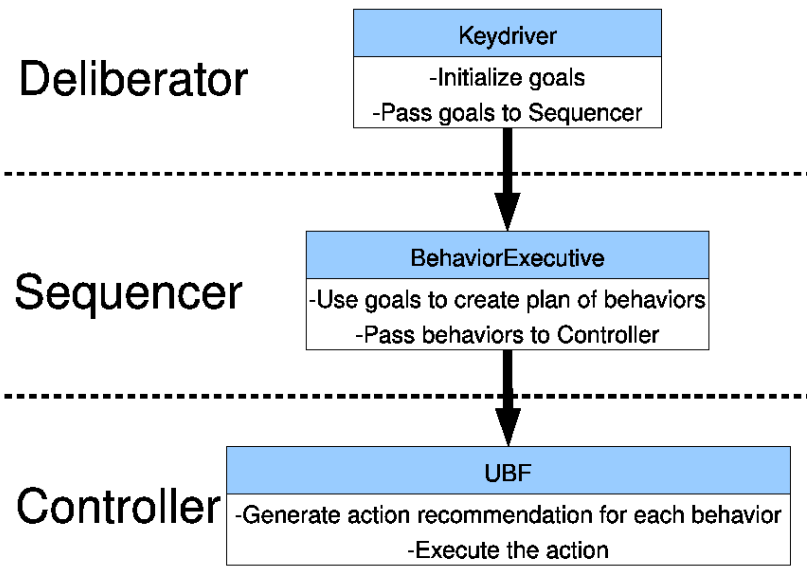 Keydriver
Deliberator
-Initialize goals
-Pass goals to Sequencer
BehaviorExecutive
Sequencer
-Use goals to create plan of behaviors
-Pass behaviors to Controller
UBF
Controller
-Generate action recommendation for each behavior
-Execute the action